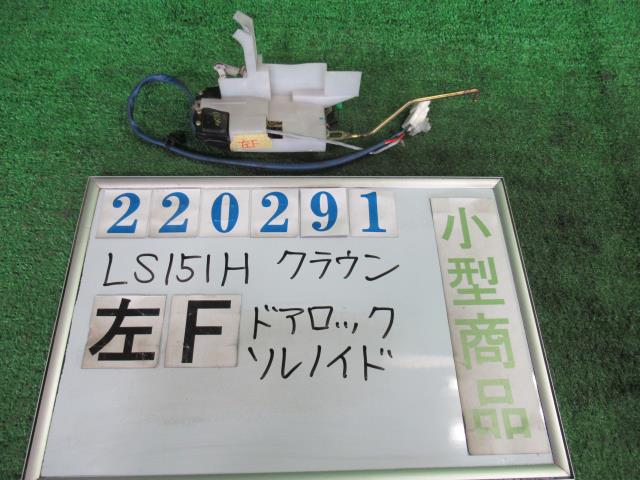 左F
220291
LS151H クラウン
左 F ドアロック
ソレノイド
小型商品